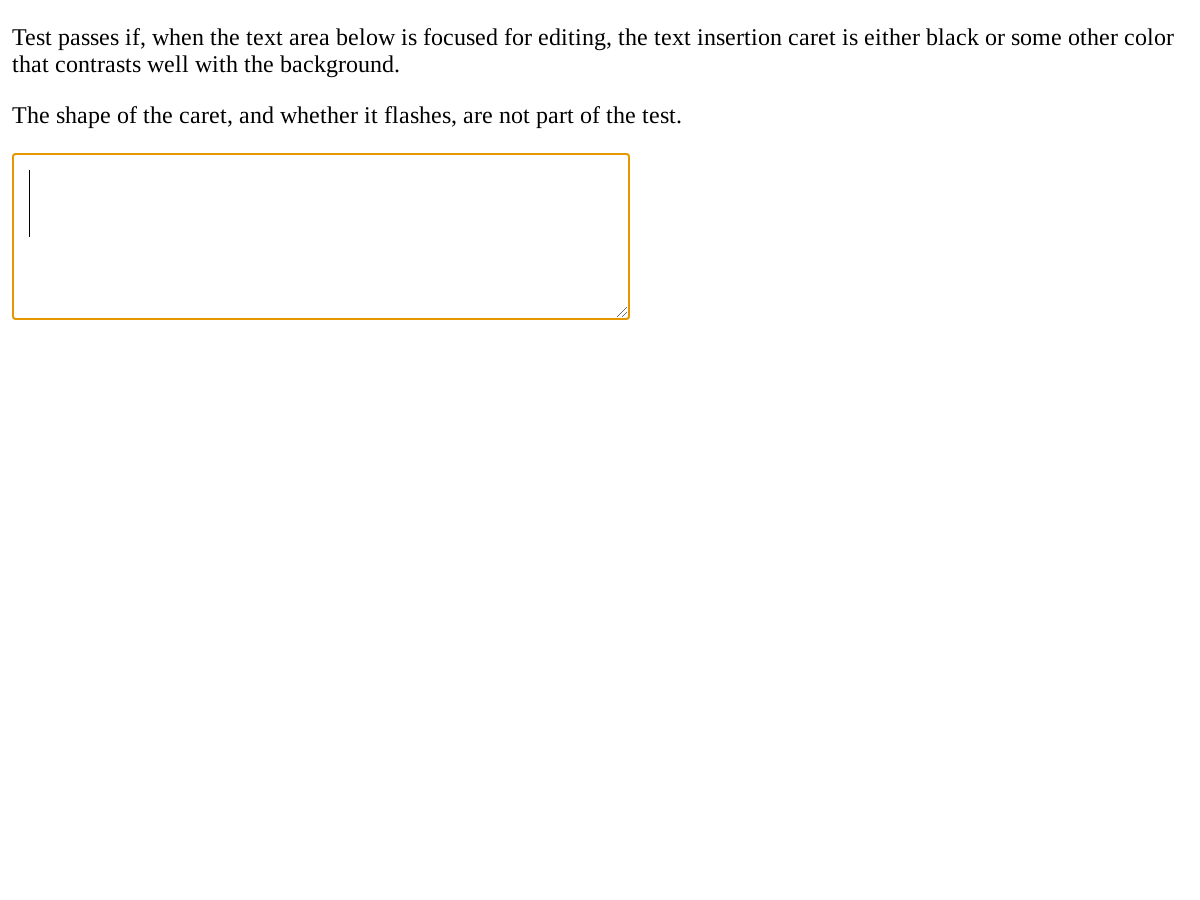 Test passes if, when the text area below is focused for editing, the text insertion caret is either black or some other color
that contrasts well with the background.
The shape of the caret, and whether it flashes, are not part of the test.